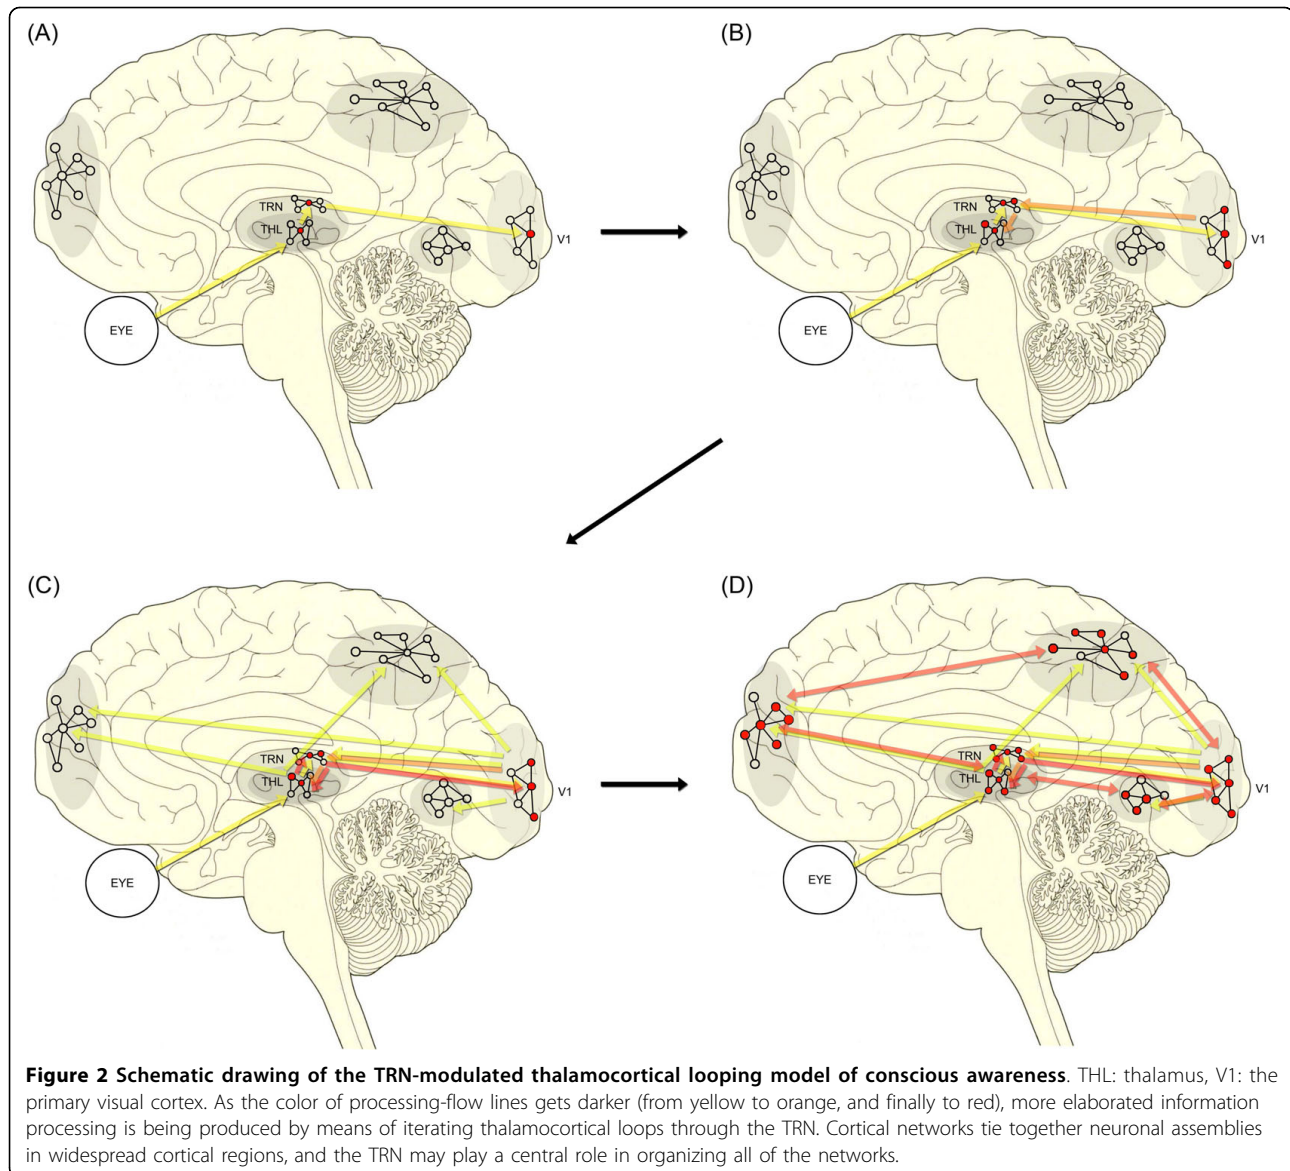 (A)
(B)
TRN
THL
V1
EYE
TRN
THL
V1
EYE
(C)
(D)
TRN
THL
V1
EYE
TRN
THL
V1
EYE
Figure 2 Schematic drawing of the TRN-modulated thalamocortical looping model of conscious awareness. THL: thalamus, V1: the
primary visual cortex. As the color of processing-flow lines gets darker (from yellow to orange, and finally to red), more elaborated information
processing is being produced by means of iterating thalamocortical loops through the TRN. Cortical networks tie together neuronal assemblies
in widespread cortical regions, and the TRN may play a central role in organizing all of the networks.